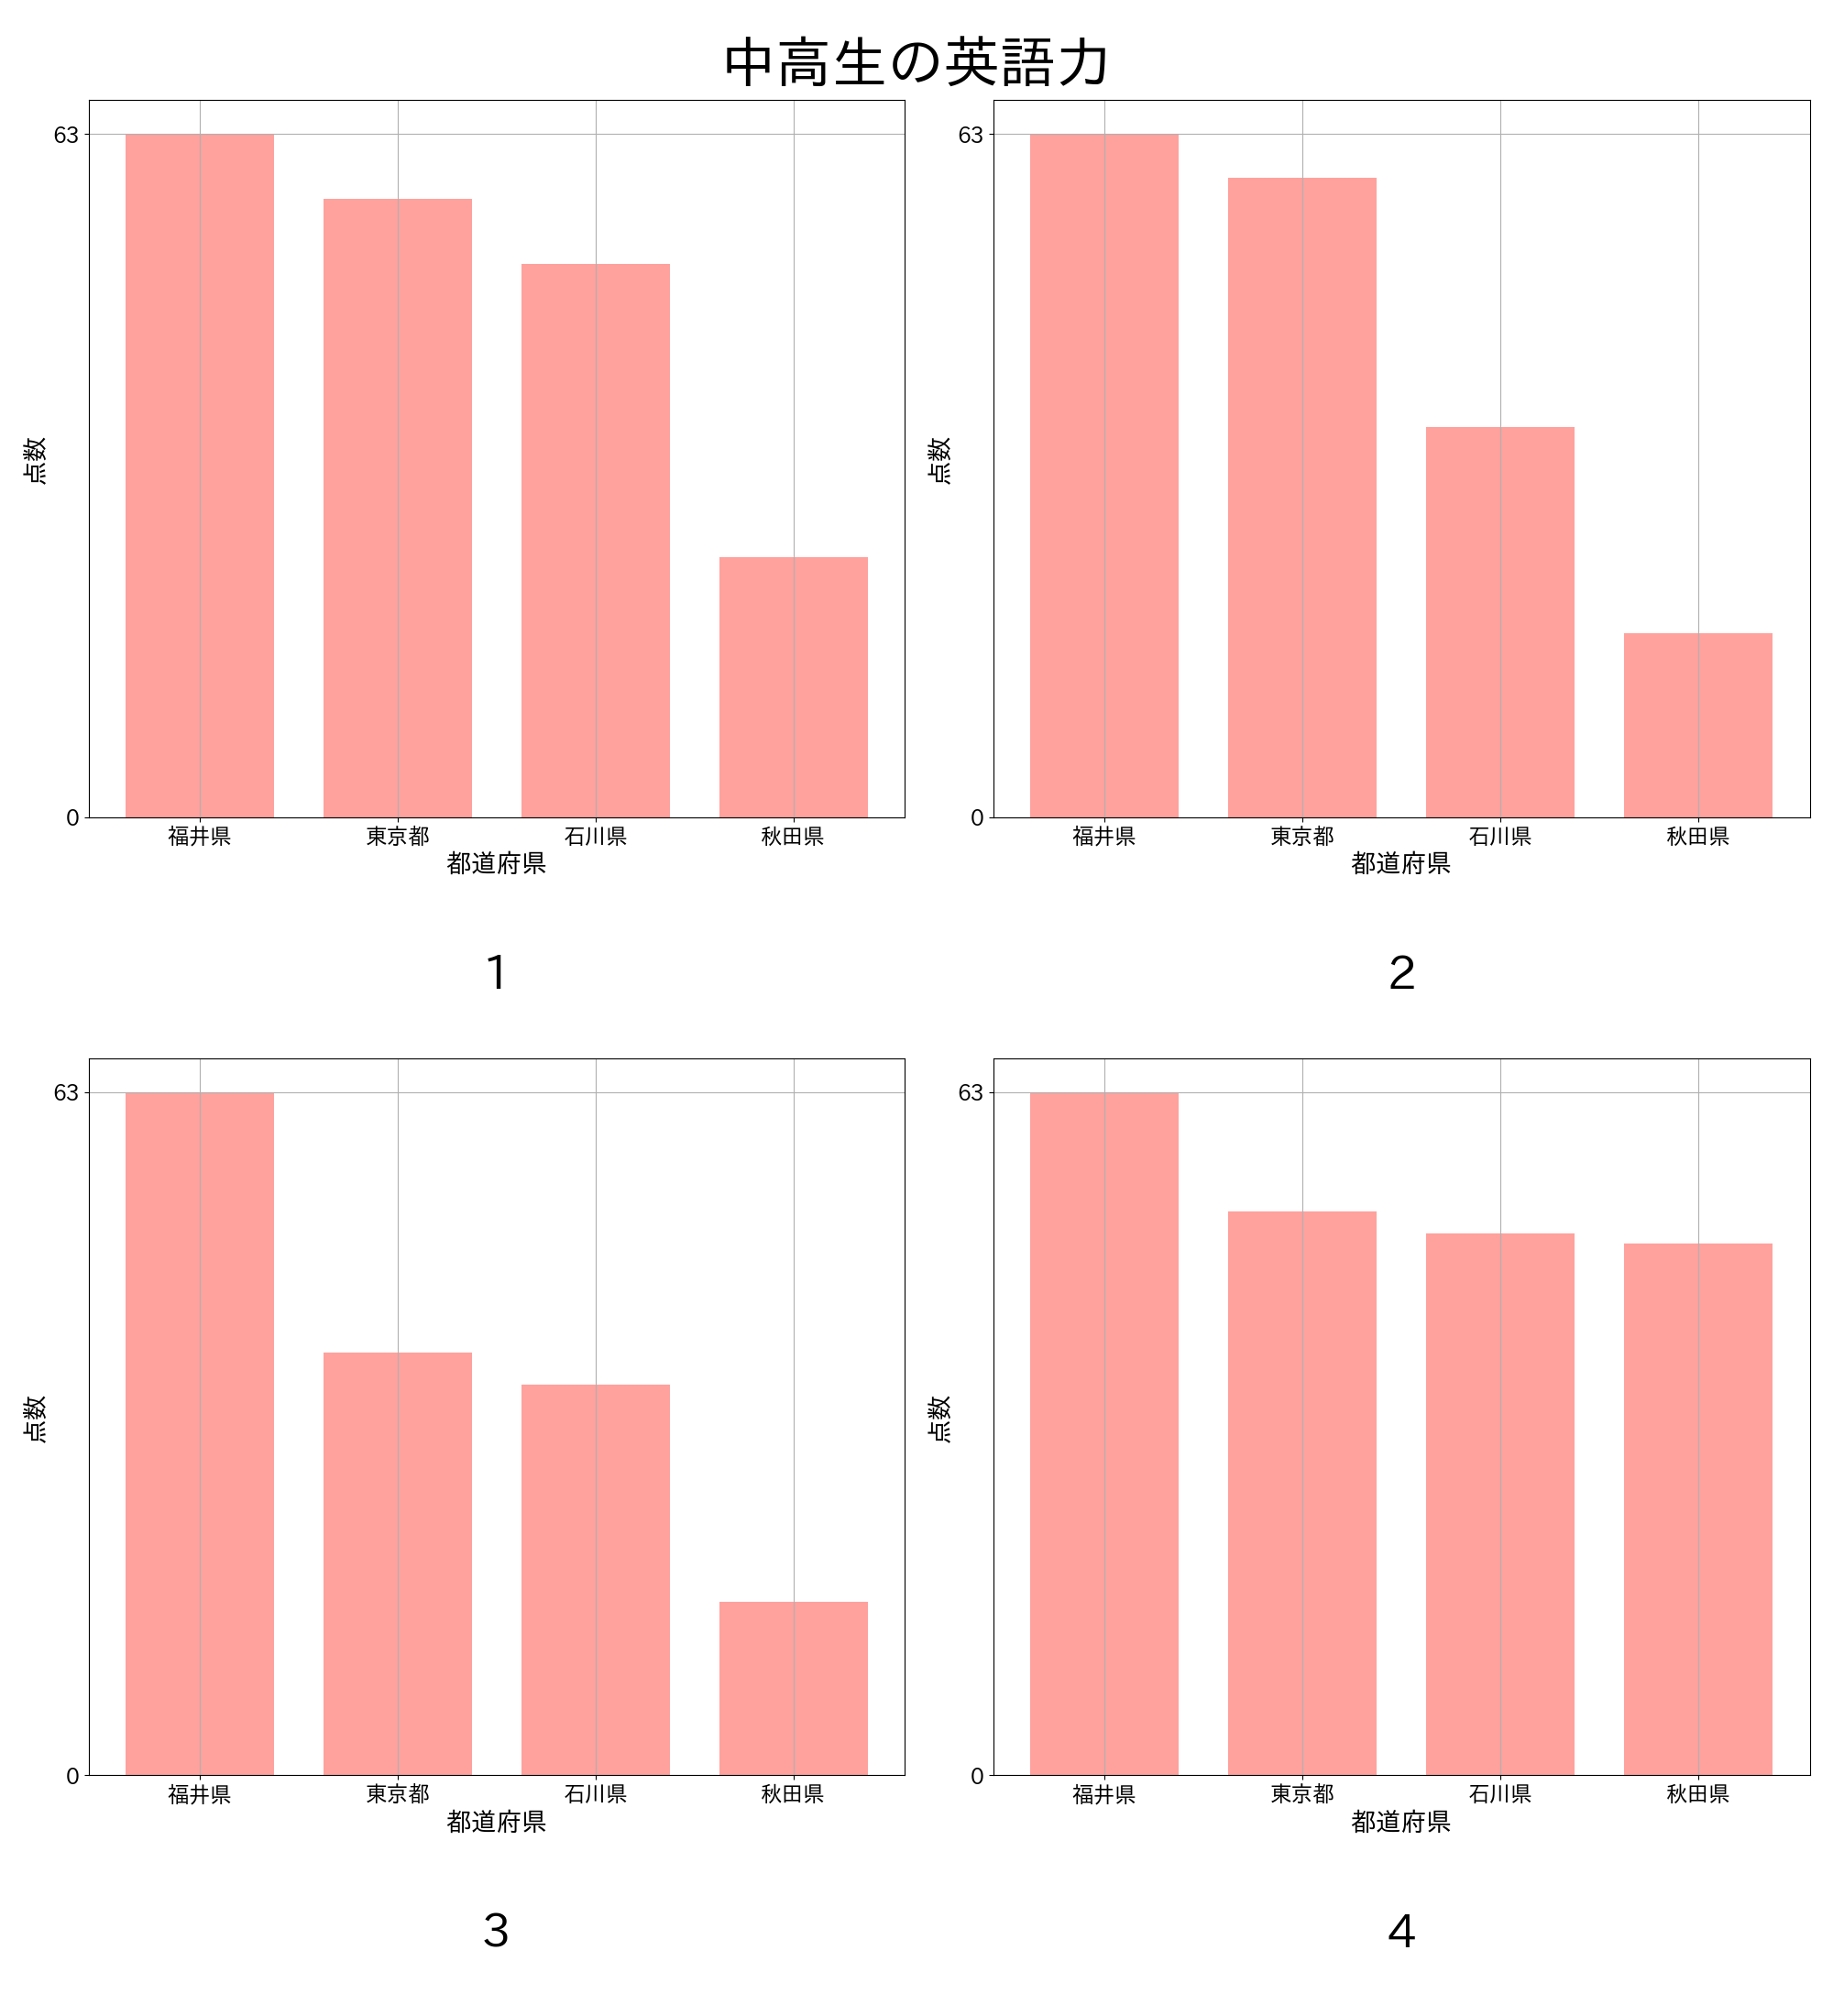 中高生の英語力
63
0
点数
福井県 東京都 石川県 秋田県
都道府県
1
63
0
点数
福井県 東京都 石川県 秋田県
都道府県
2
63
0
点数
福井県 東京都 石川県 秋田県
都道府県
3
63
0
点数
福井県 東京都 石川県 秋田県
都道府県
4